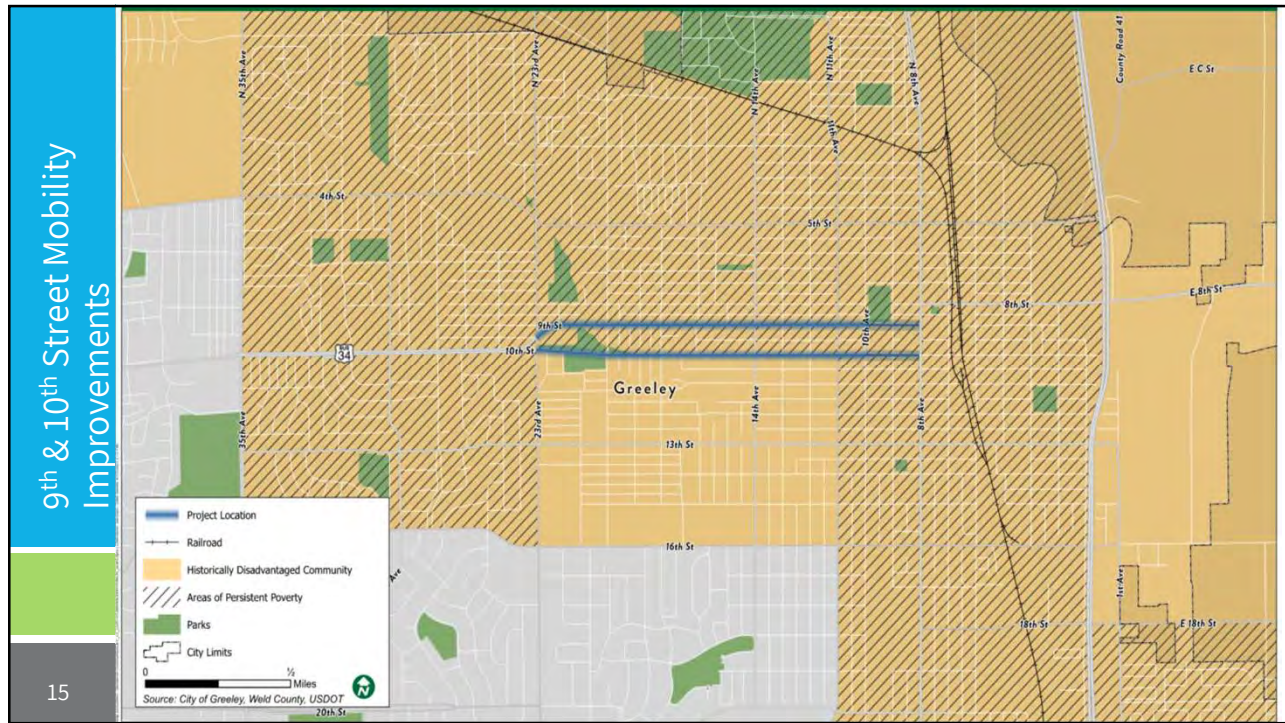 9th & 10th Street Mobility
Improvements
15
N 35th Ave
N 23rd Ave
N 14th Ave
N 11th Ave
N 8th Ave
County Road 41
E C St
11th Ave
4th St
5th St
8th St
E 8th St
9th St
10th Ave
10th St
34
Greeley
35th Ave
23rd Ave
14th Ave
8th Ave
13th St
16th St
Ave
1st Ave
18th St
E 18th St
20th St
Project Location
Railroad
Historically Disadvantaged Community
Areas of Persistent Poverty
Parks
City Limits
0 ½
Miles
N
Source: City of Greeley, Weld County, USDOT